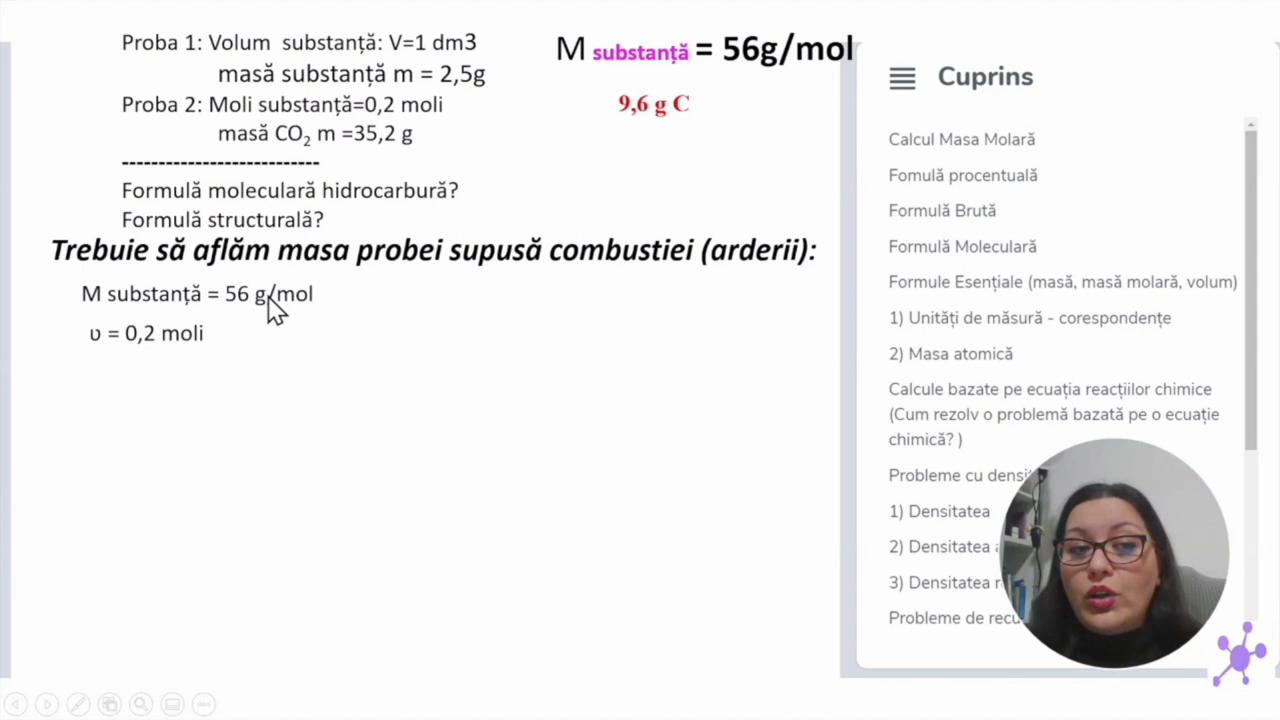 Proba 1: Volum substanță: V=1 dm3
masă substanță m = 2,5g
Proba 2: Moli substanță=0,2 moli
masă CO₂ m =35,2 g
---------------------------
Formulă moleculară hidrocarbură?
Formulă structurală?
M substanță = 56g/mol
9,6 g C
Trebuie să aflăm masa probei supusă combustiei (arderii):
M substanță = 56 g/mol
υ = 0,2 moli
Cuprins
Calcul Masa Molară
Fomulă procentuală
Formulă Brută
Formulă Moleculară
Formule Esențiale (masă, masă molară, volum)
1) Unități de măsură - corespondențe
2) Masa atomică
Calcule bazate pe ecuația reacțiilor chimice
(Cum rezolv o problemă bazată pe o ecuație
chimică? )
Probleme cu
1) Densitatea
2) Densitatea
3) Densitatea
Probleme de